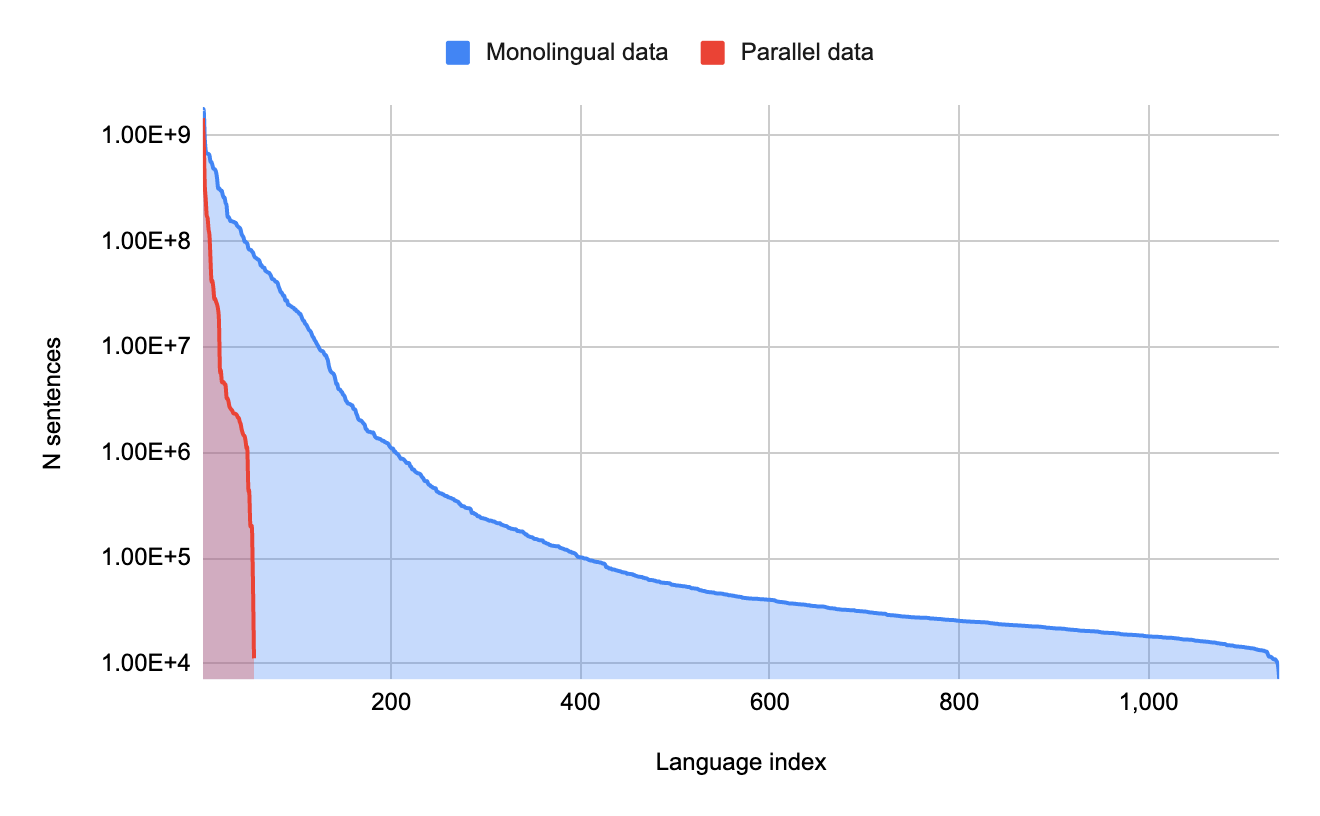 Monolingual data Parallel data
1.00E+9
1.00E+8
1.00E+7
1.00E+6
1.00E+5
1.00E+4
N sentences
200 400 600 800 1,000
Language index